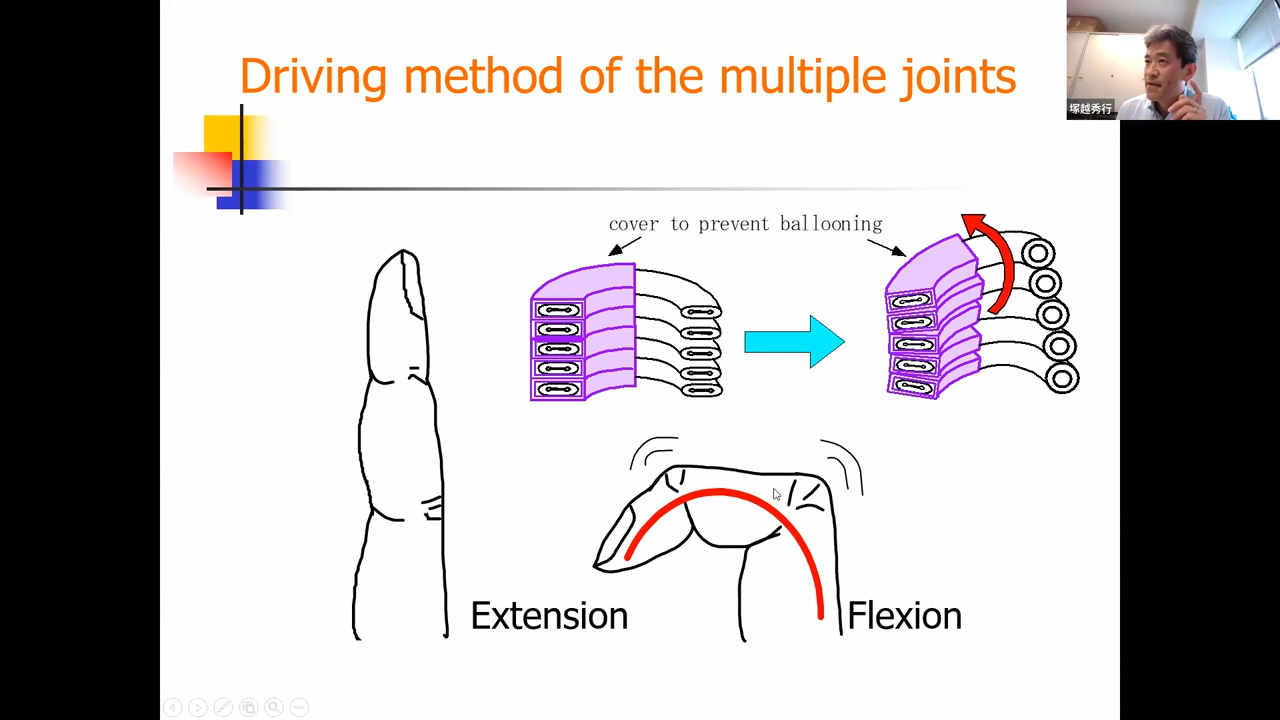 Driving method of the multiple joints
塚越秀行
cover to prevent ballooning
Extension
Flexion